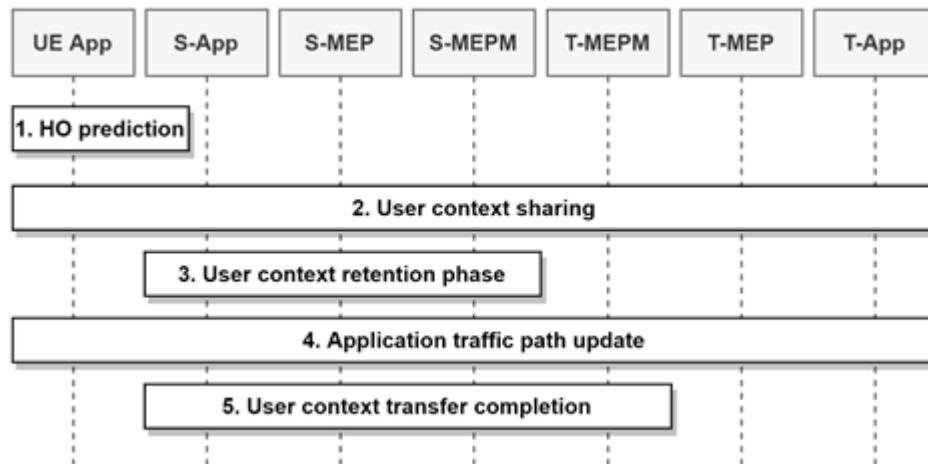 UE App S-App S-MEP S-MEPM T-MEPM T-MEP T-App
1. HO prediction
2. User context sharing
3. User context retention phase
4. Application traffic path update
5. User context transfer completion